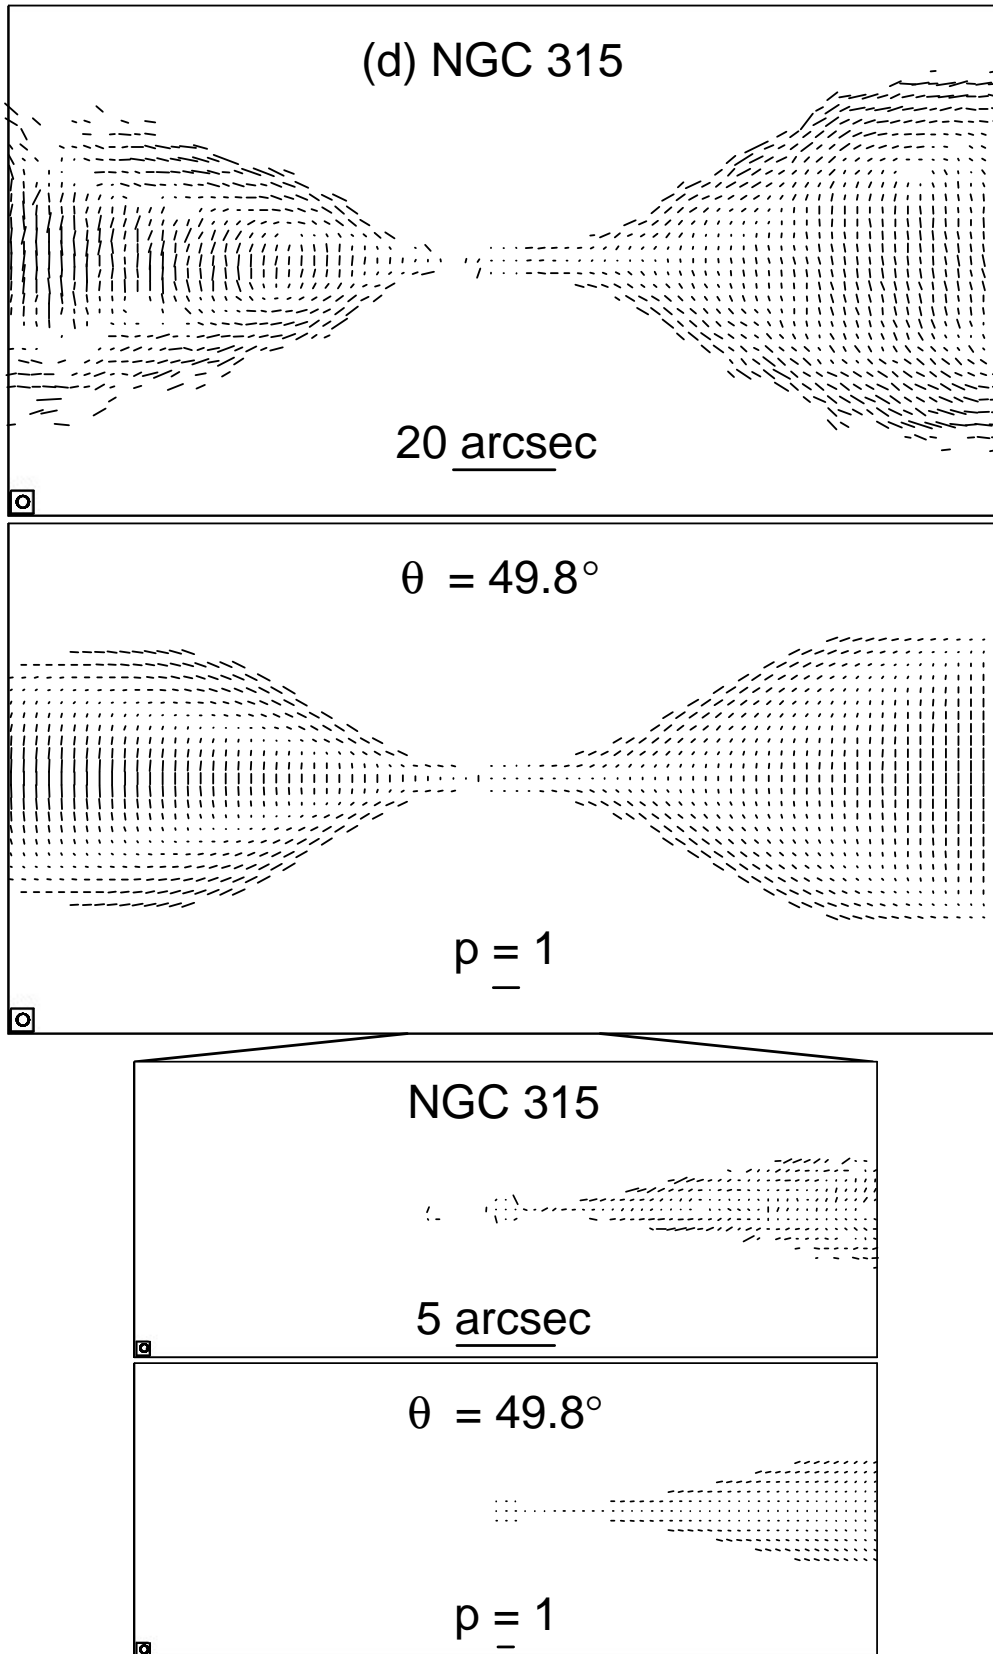 (d) NGC 315
20 arcsec
θ = 49.8°
p = 1
NGC 315
5 arcsec
θ = 49.8°
p = 1